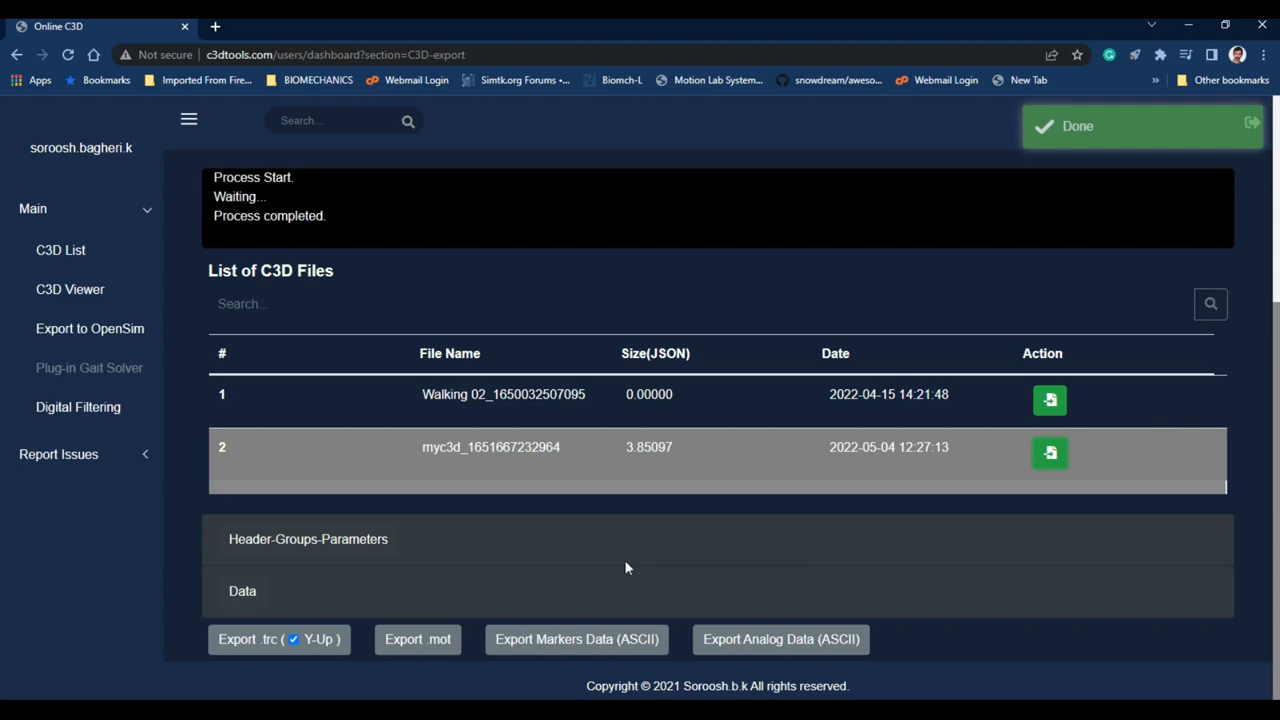 Online C3D
Not secure
c3dtools.com/users/dashboard?section=C3D-export
Apps
Bookmarks
Imported From Fire...
BIOMECHANICS
Webmail Login
Simtk.org Forums •...
Biomch-L
Motion Lab System...
snowdream/aweso...
Webmail Login
New Tab
»
Other bookmarks
soroosh.bagheri.k
Search...
Done
Main
C3D List
C3D Viewer
Export to OpenSim
Plug-in Gait Solver
Digital Filtering
Report Issues
Process Start.
Waiting...
Process completed.
List of C3D Files
Search...
# File Name Size(JSON) Date Action
1 Walking 02_1650032507095 0.00000 2022-04-15 14:21:48
2 myc3d_1651667232964 3.85097 2022-05-04 12:27:13
Header-Groups-Parameters
Data
Export .trc ( Y-Up ) Export .mot Export Markers Data (ASCII) Export Analog Data (ASCII)
Copyright © 2021 Soroosh.b.k All rights reserved.